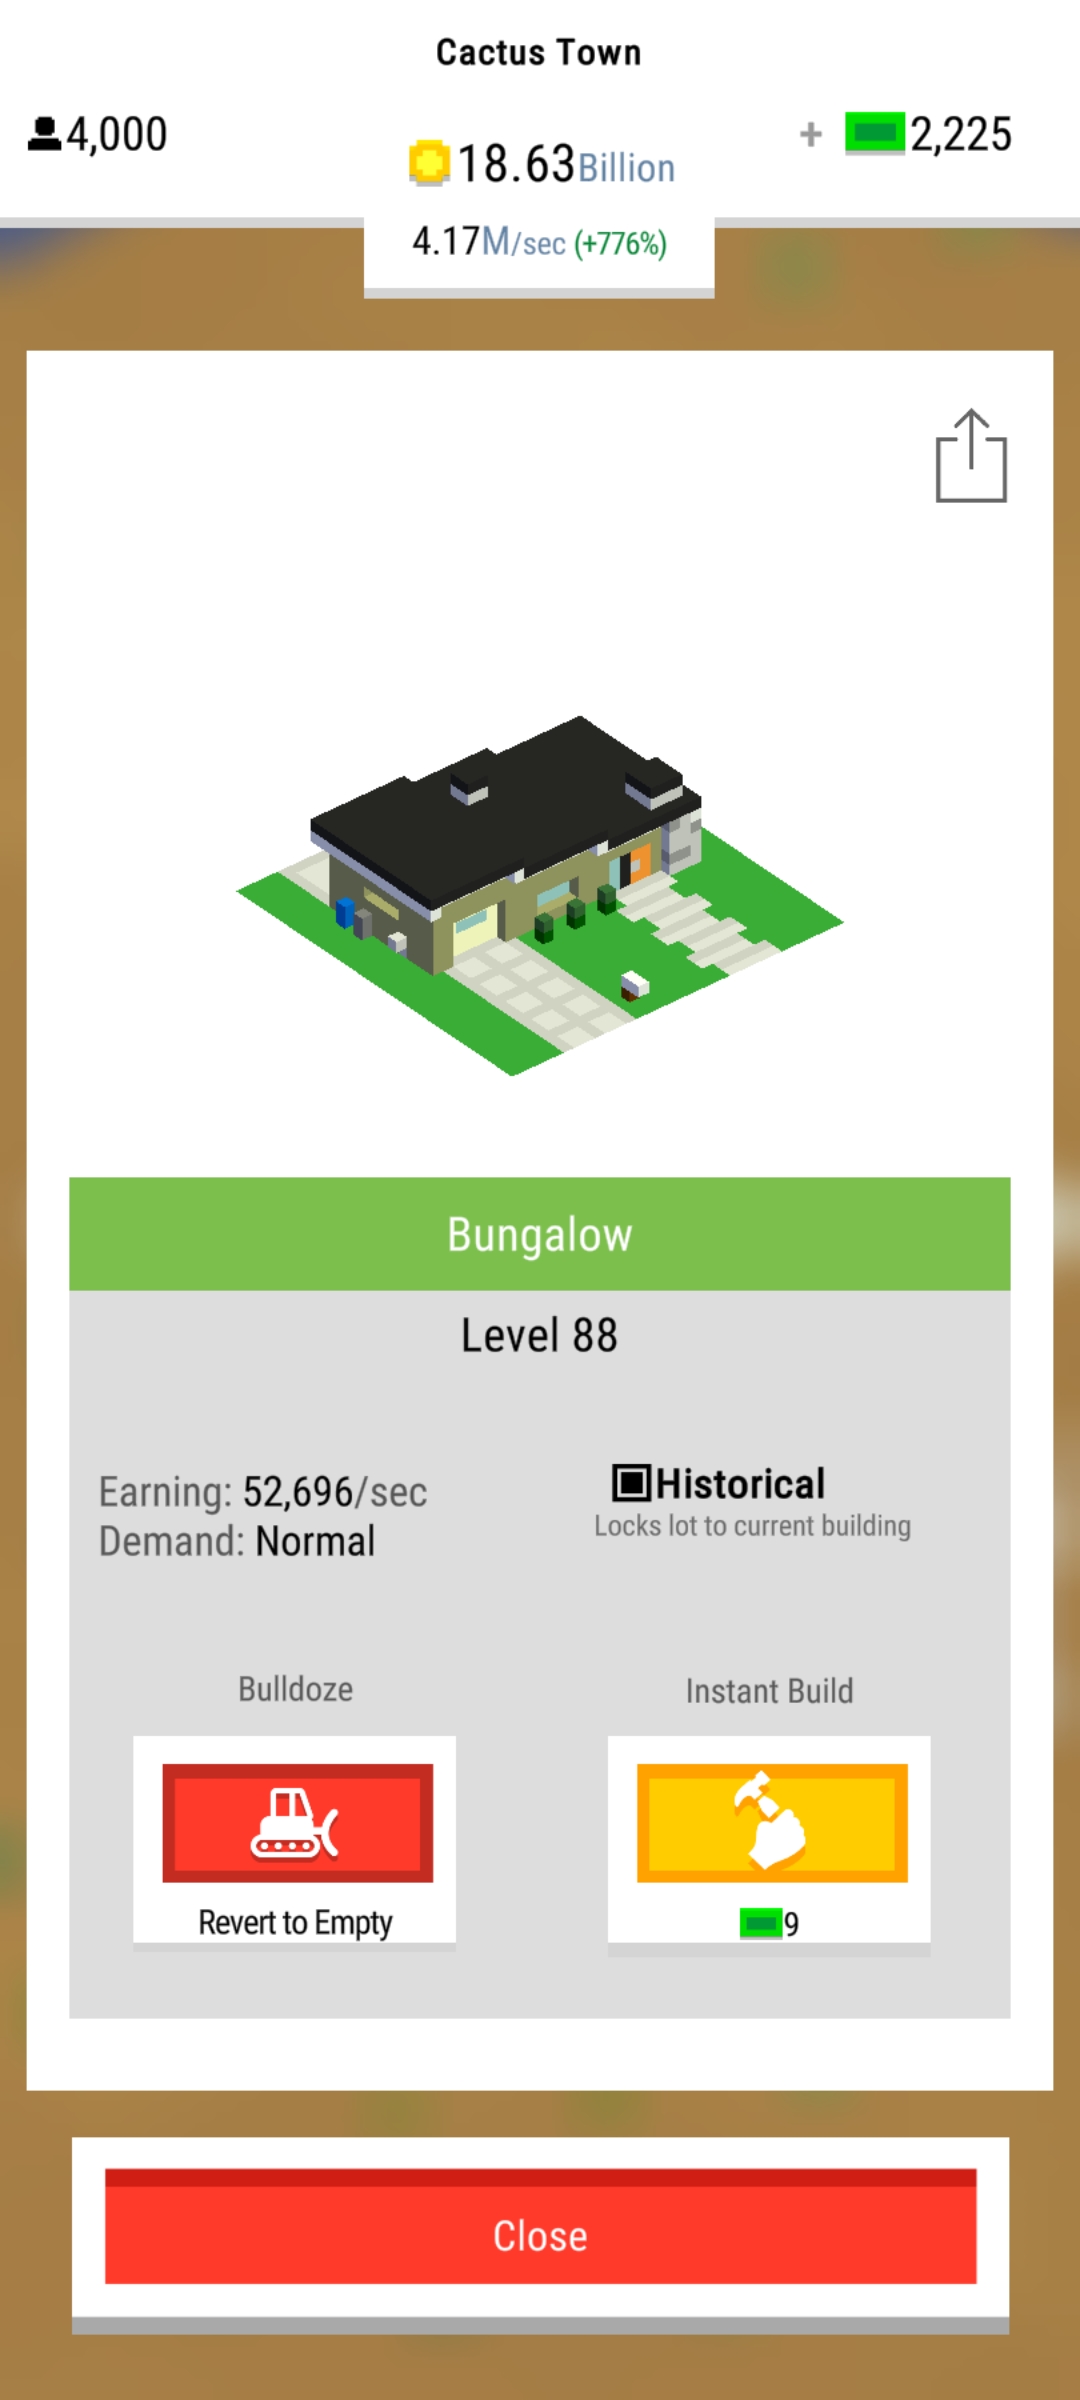 Cactus Town
4,000
18.63Billion
+ 2,225
4.17M/sec (+776%)
Bungalow
Level 88
Earning: 52,696/sec
Demand: Normal
Historical
Locks lot to current building
Bulldoze
Instant Build
Revert to Empty
9
Close